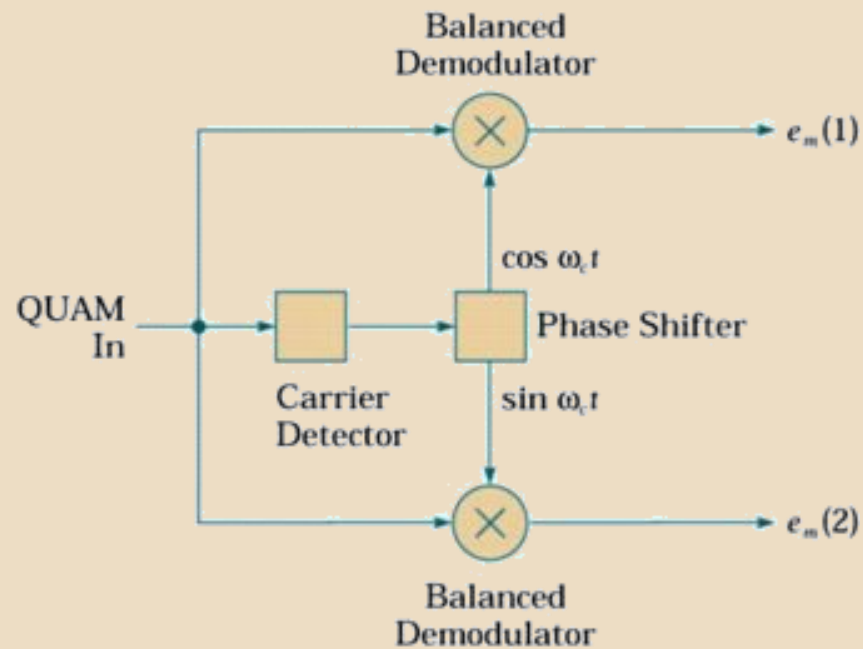 Balanced
Demodulator
e_m(1)
cos ω_c t
QUAM
In
Phase Shifter
Carrier
Detector
sin ω_c t
e_m(2)
Balanced
Demodulator